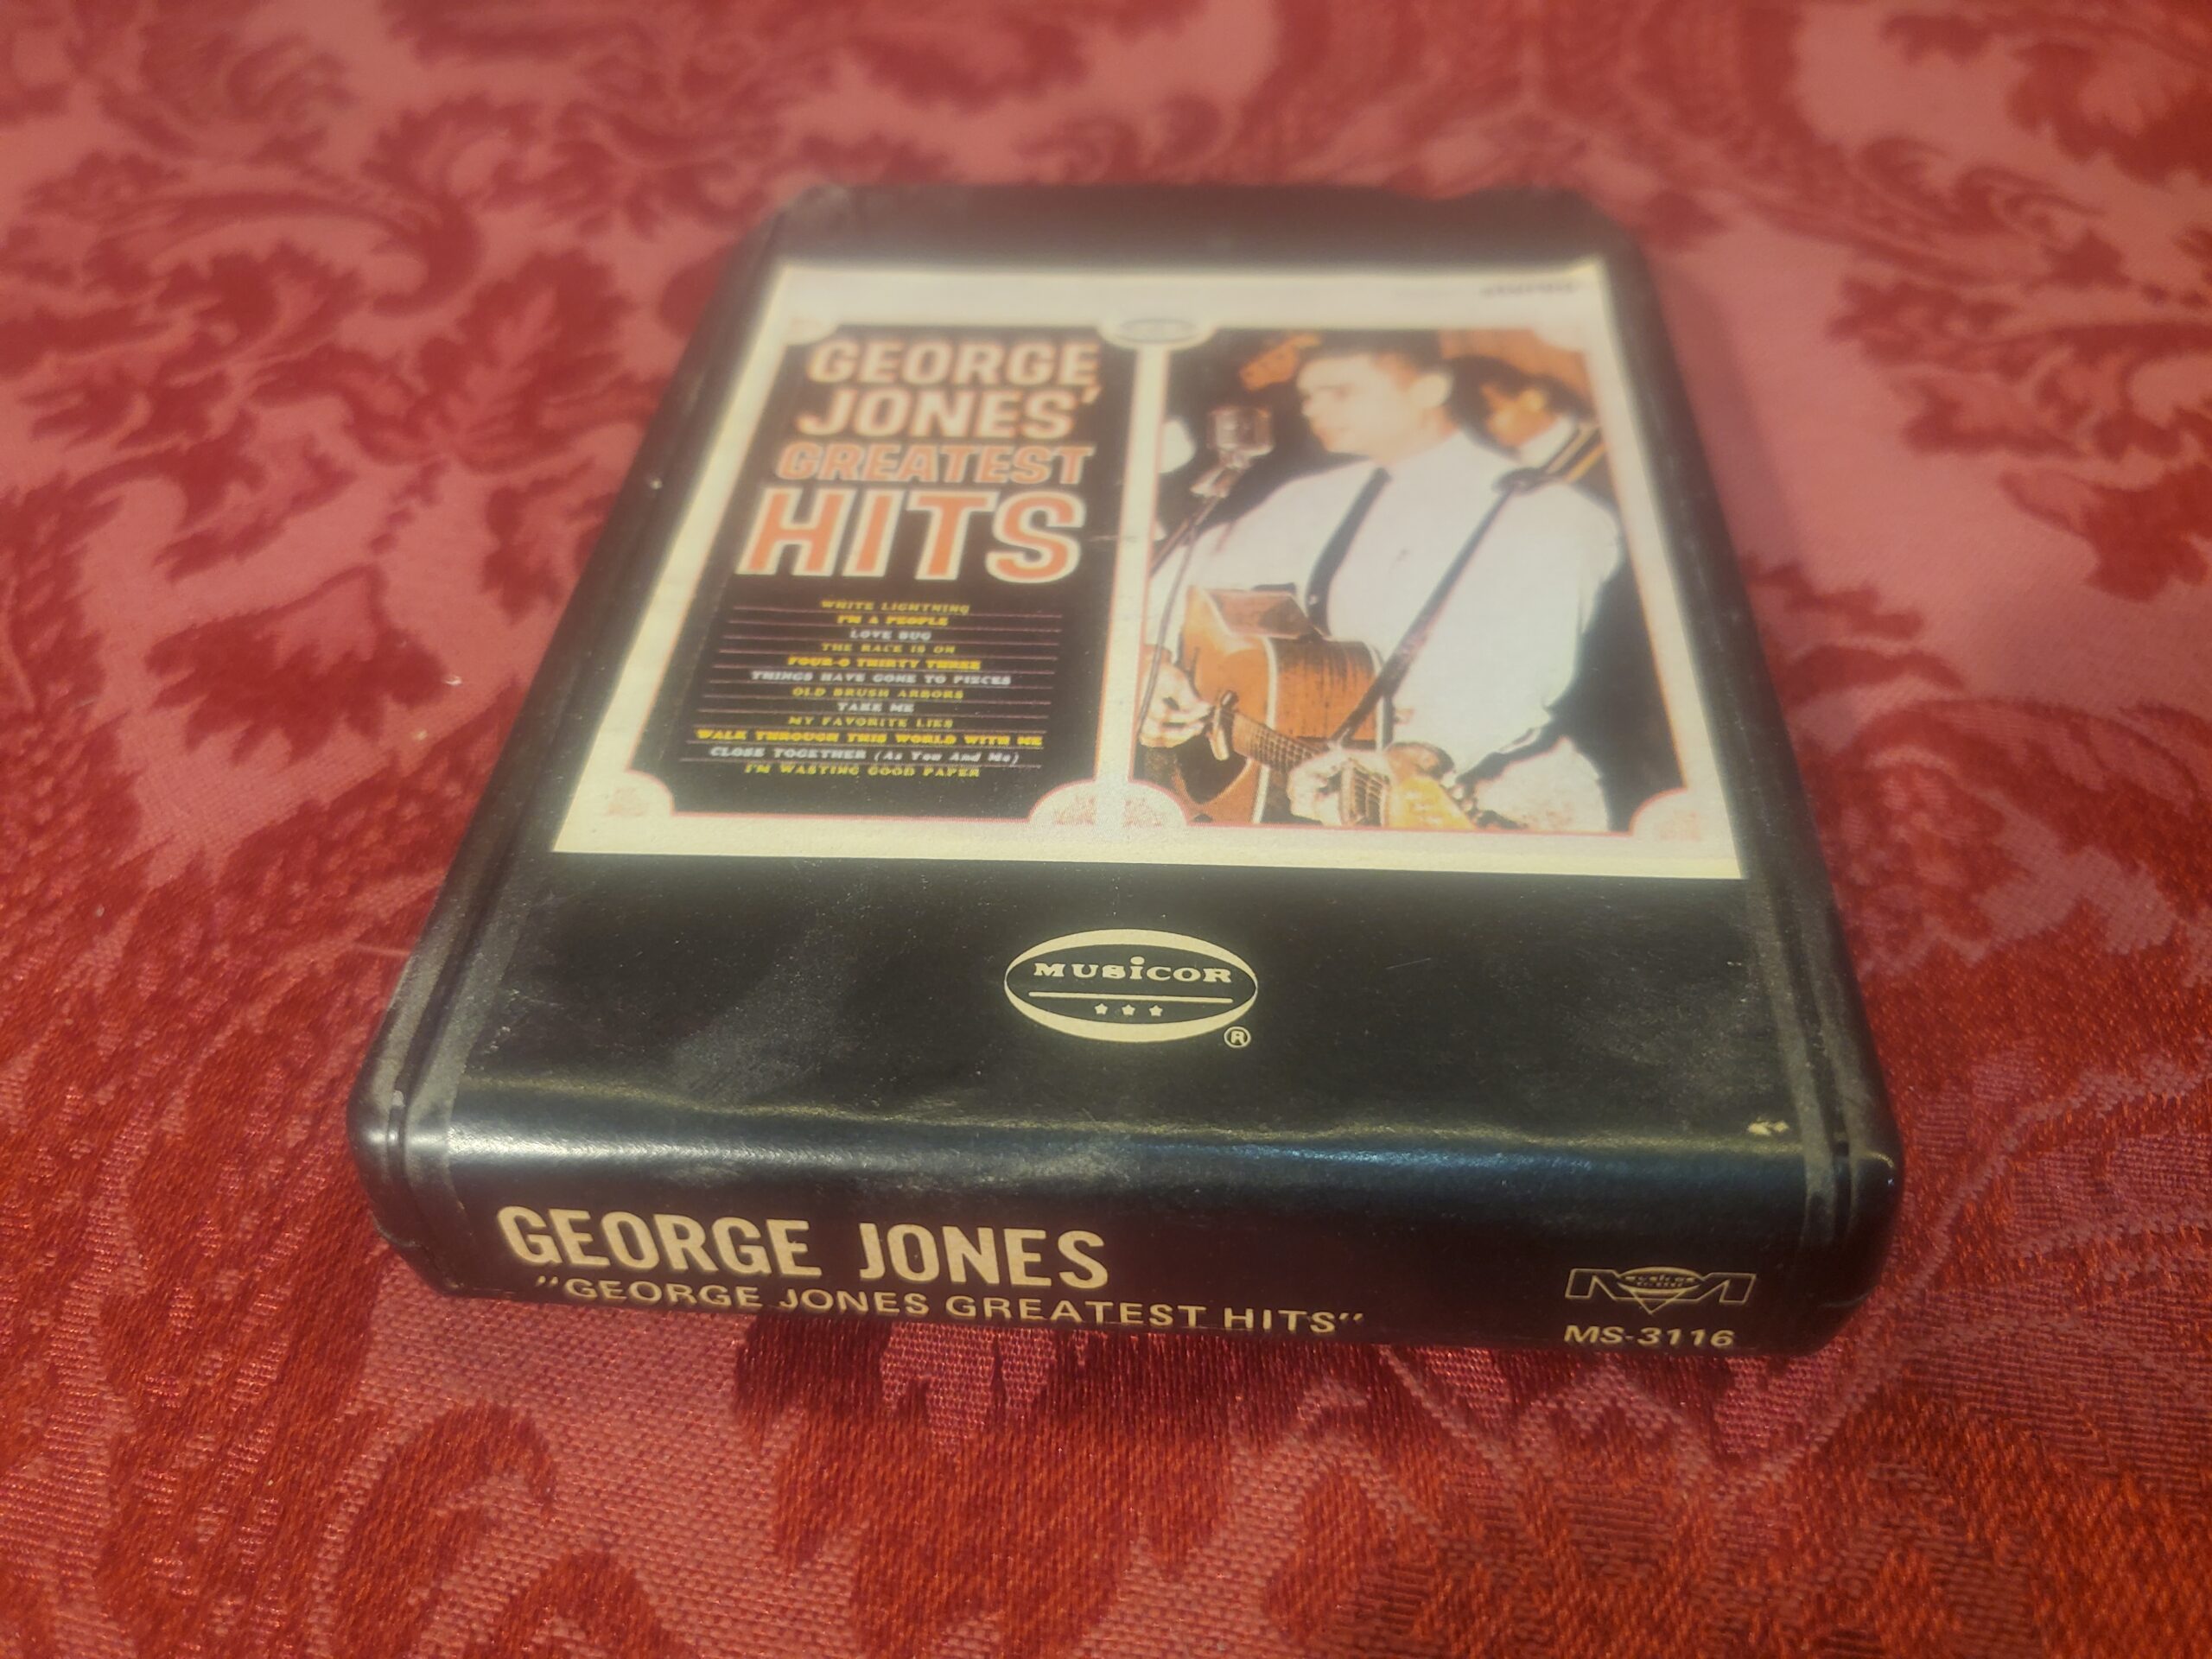 stereo
GEORGE
JONES'
GREATEST
HITS
WHITE LIGHTNING
I'M A PEOPLE
LOVE BUG
THE RACE IS ON
FOUR-O THIRTY THREE
THINGS HAVE GONE TO PIECES
OLD BRUSH ARBORS
TAKE ME
MY FAVORITE LIES
WALK THROUGH THIS WORLD WITH ME
CLOSE TOGETHER (As You And Me)
I'M WASTING GOOD PAPER
MUSICOR
®
GEORGE JONES
"GEORGE JONES GREATEST HITS"
MS-3116